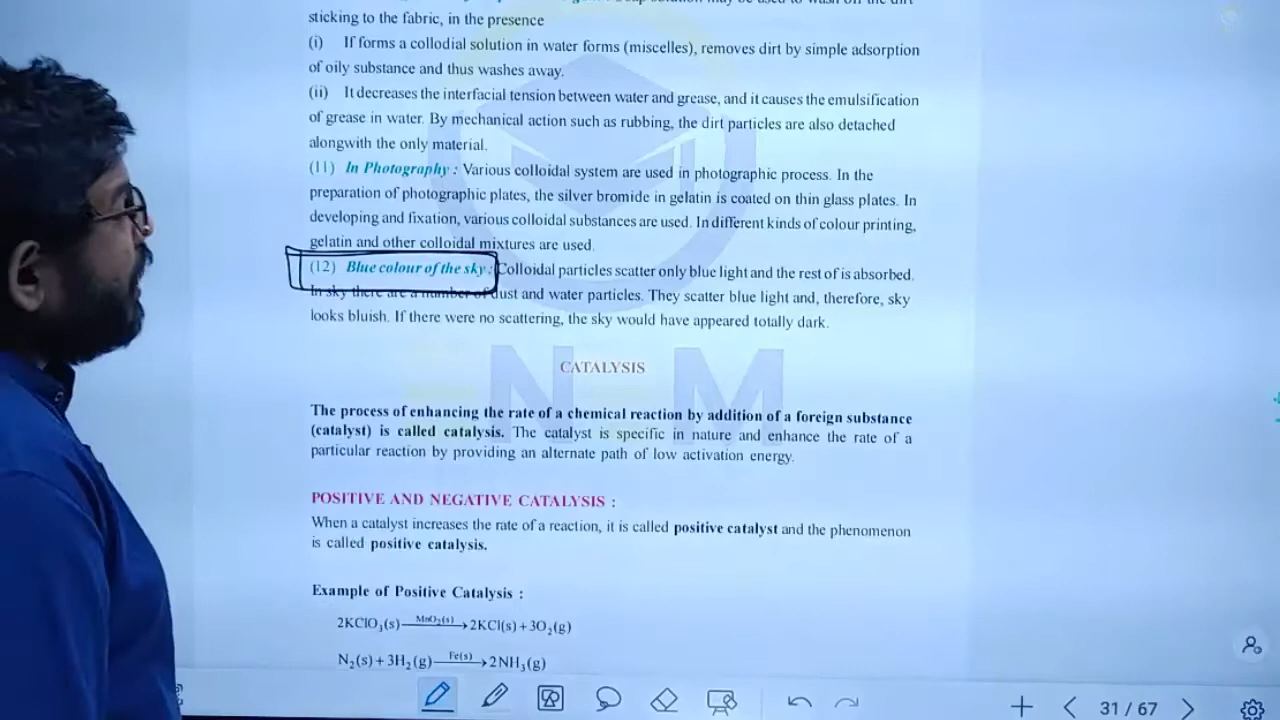 sticking to the fabric, in the presence
(i) If forms a collodial solution in water forms (miscelles), removes dirt by simple adsorption
of oily substance and thus washes away.
(ii) It decreases the interfacial tension between water and grease, and it causes the emulsification
of grease in water. By mechanical action such as rubbing, the dirt particles are also detached
alongwith the only material.
(11) In Photography : Various colloidal system are used in photographic process. In the
preparation of photographic plates, the silver bromide in gelatin is coated on thin glass plates. In
developing and fixation, various colloidal substances are used. In different kinds of colour printing,
gelatin and other colloidal mixtures are used.
(12) Blue colour of the sky : Colloidal particles scatter only blue light and the rest of is absorbed.
In sky there are a number of dust and water particles. They scatter blue light and, therefore, sky
looks bluish. If there were no scattering, the sky would have appeared totally dark.
N M
CATALYSIS
The process of enhancing the rate of a chemical reaction by addition of a foreign substance
(catalyst) is called catalysis. The catalyst is specific in nature and enhance the rate of a
particular reaction by providing an alternate path of low activation energy.
POSITIVE AND NEGATIVE CATALYSIS :
When a catalyst increases the rate of a reaction, it is called positive catalyst and the phenomenon
is called positive catalysis.
Example of Positive Catalysis :
2KClO₃(s) —MnO₂(s)→ 2KCl(s) + 3O₂(g)
N₂(s) + 3H₂(g) —Fe(s)→ 2NH₃(g)
31 / 67